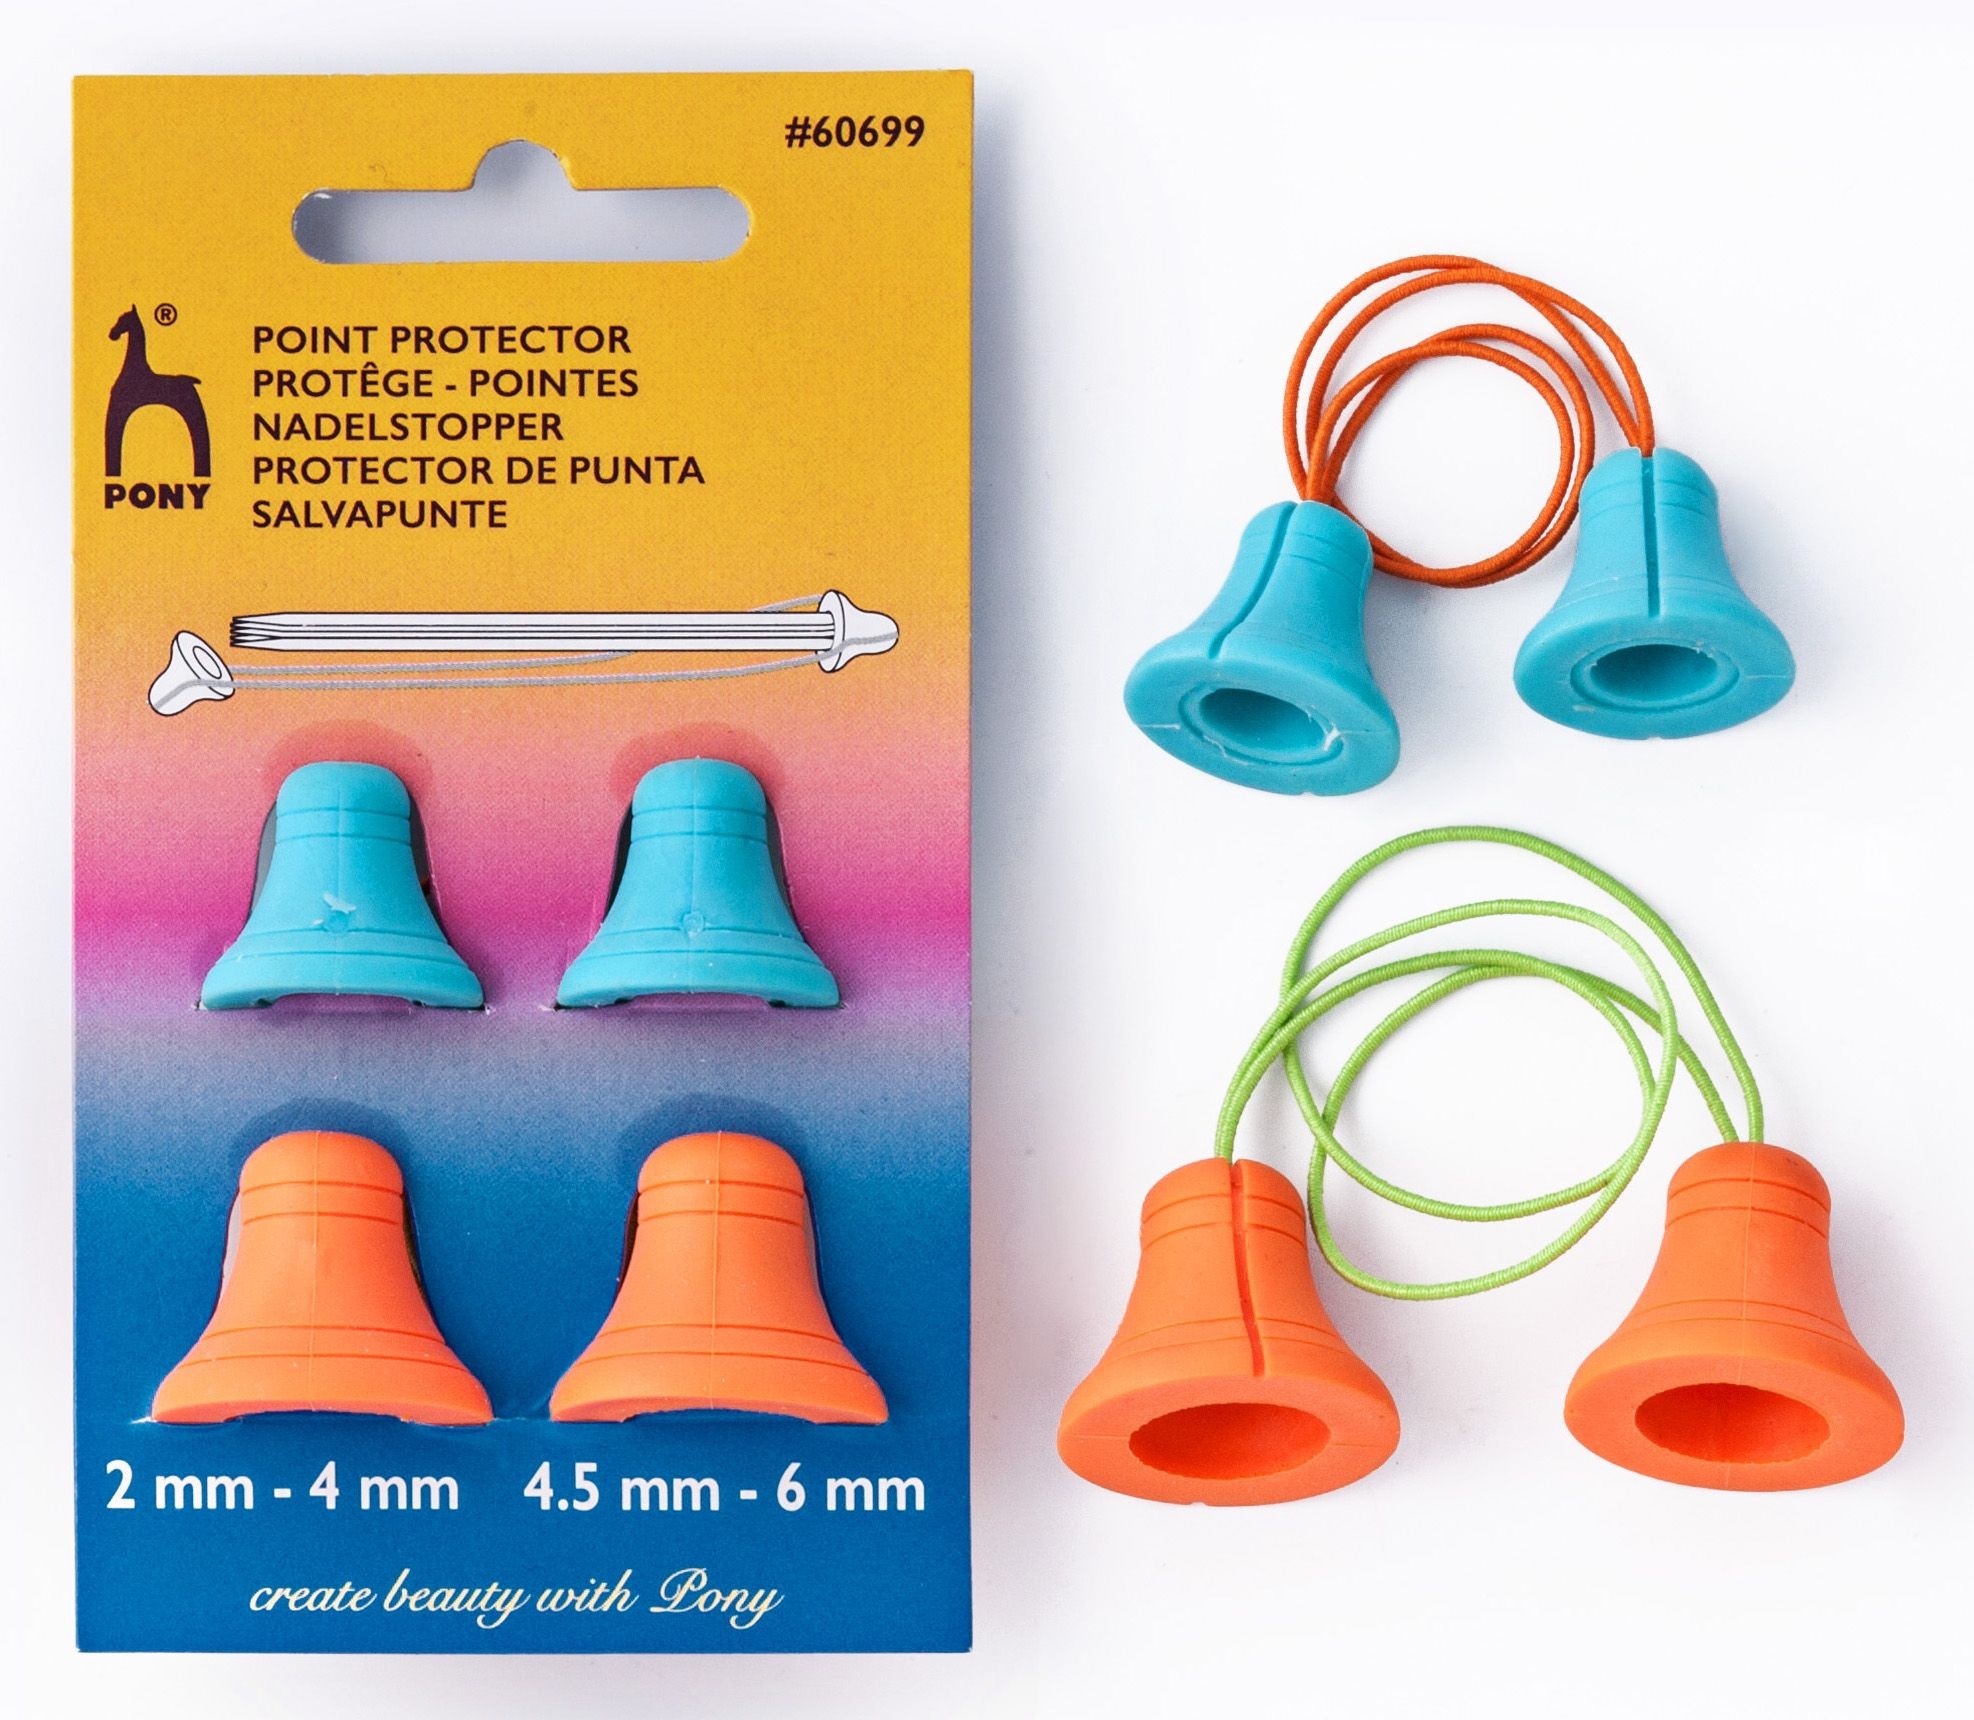 #60699
®
PONY
POINT PROTECTOR
PROTÊGE - POINTES
NADELSTOPPER
PROTECTOR DE PUNTA
SALVAPUNTE
2 mm - 4 mm
4.5 mm - 6 mm
create beauty with Pony